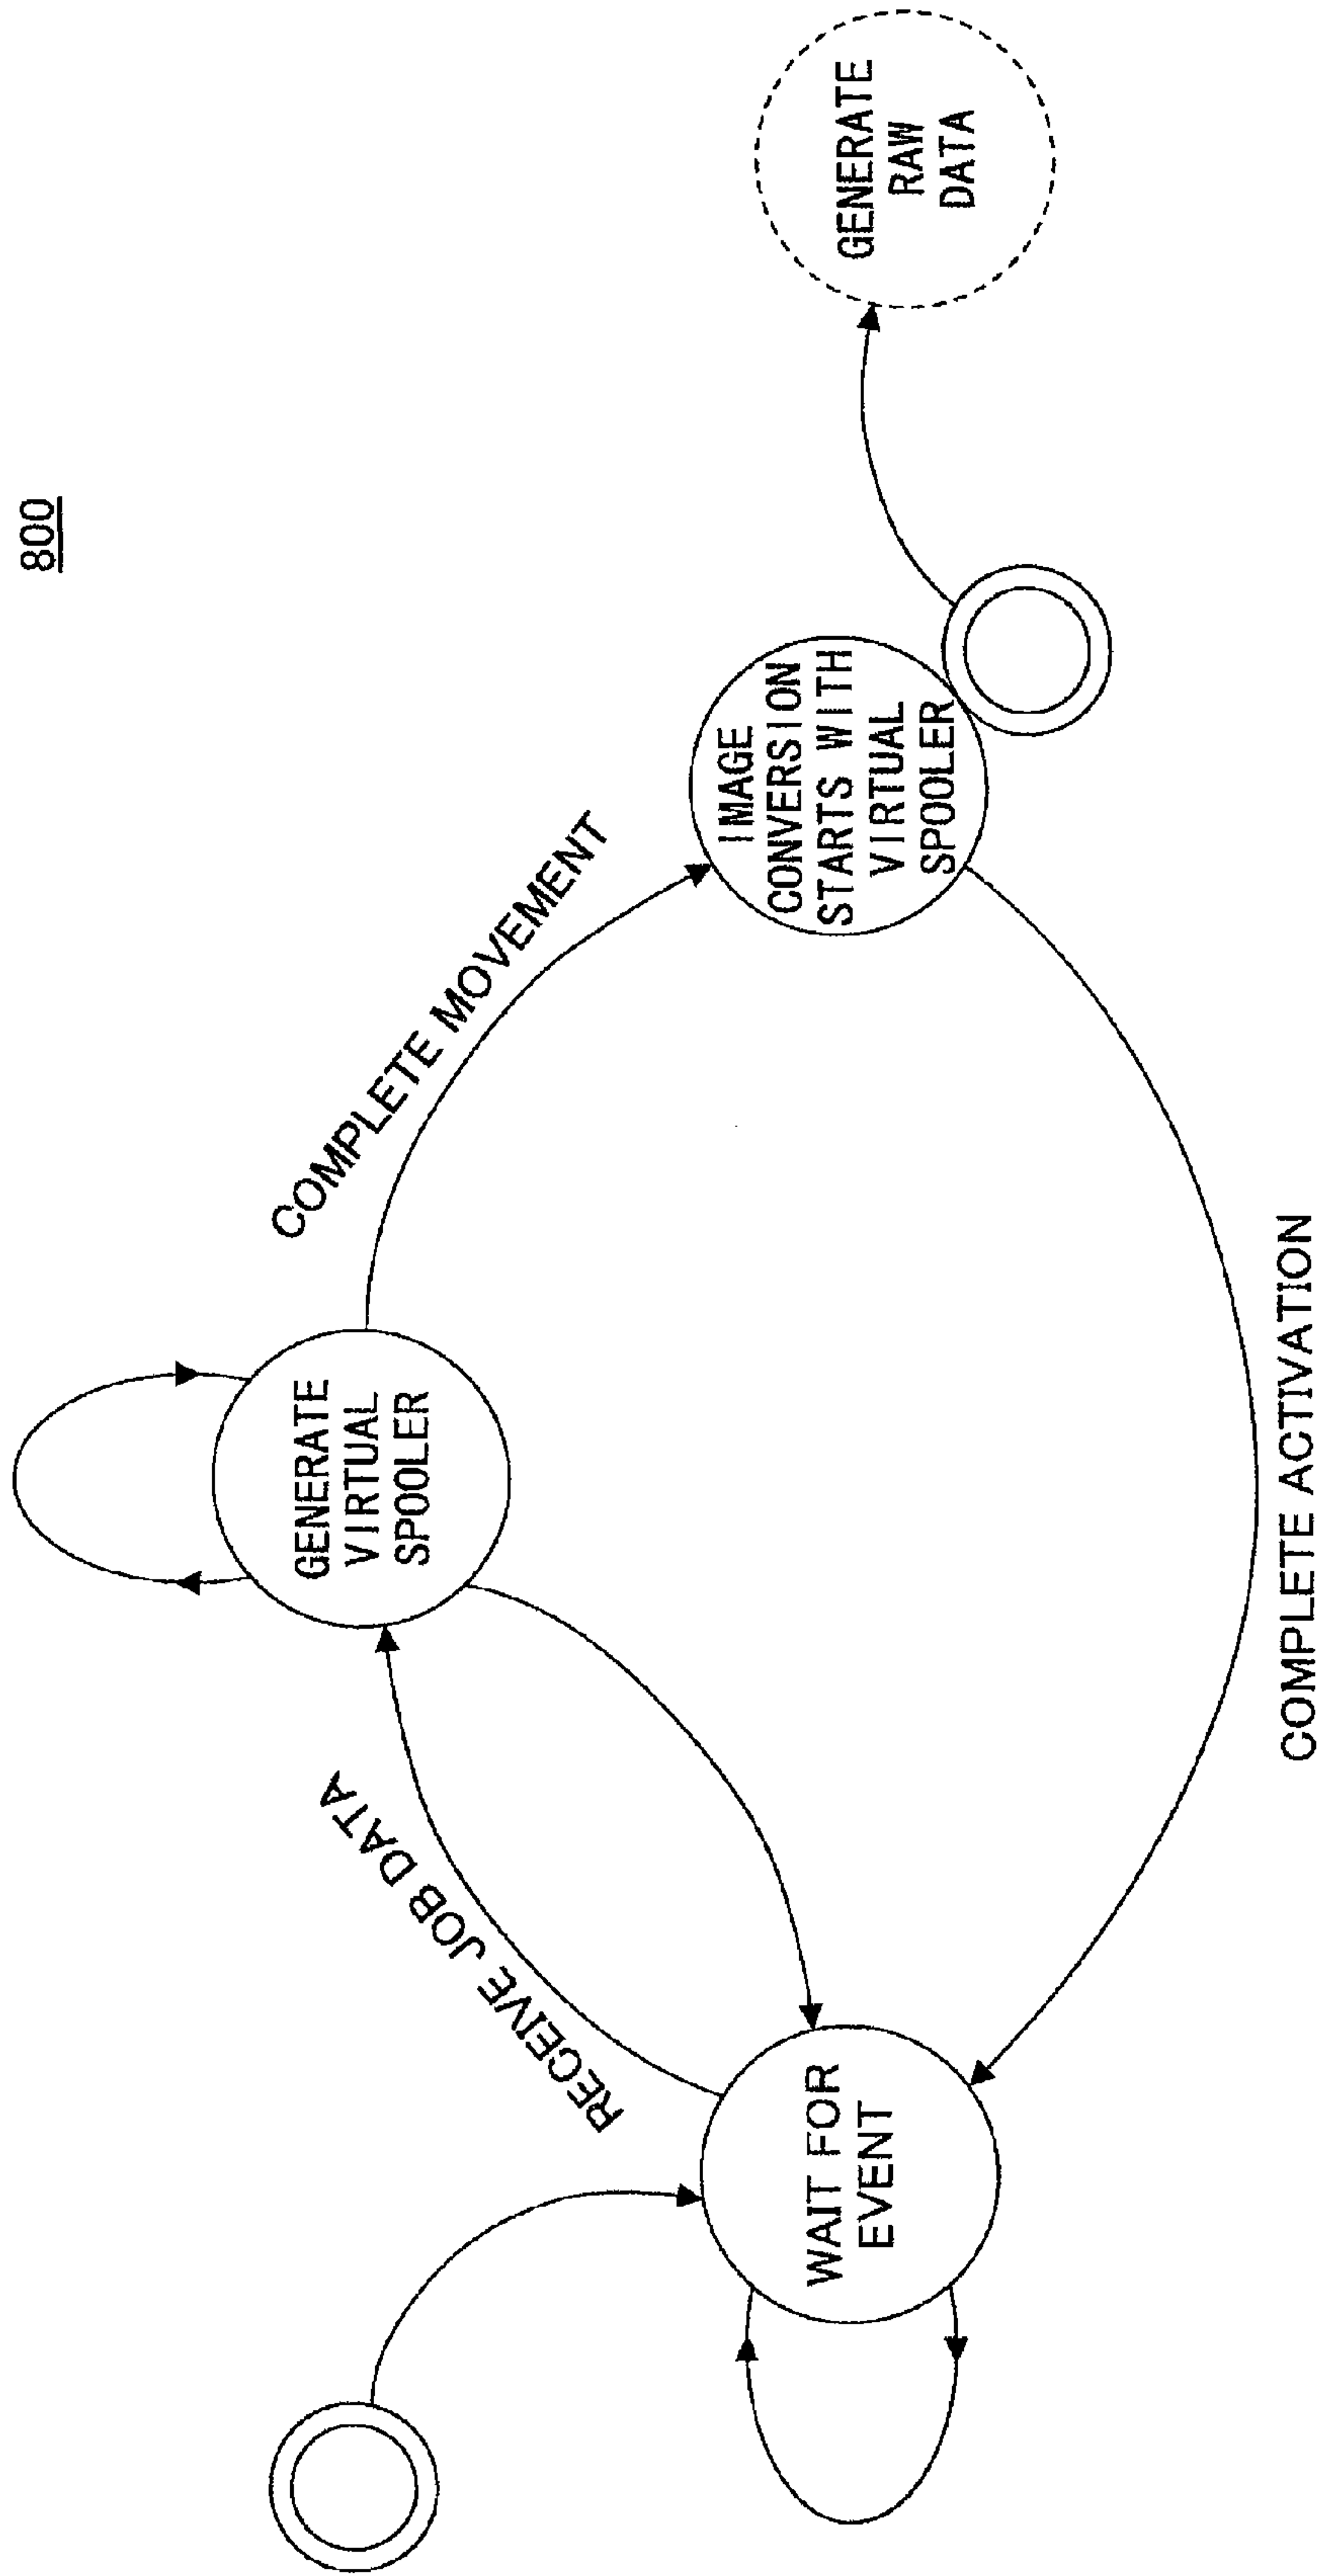 800
RECEIVE JOB DATA
COMPLETE MOVEMENT
GENERATE
VIRTUAL
SPOOLER
WAIT FOR
EVENT
IMAGE
CONVERSION
STARTS WITH
VIRTUAL
SPOOLER
GENERATE
RAW
DATA
COMPLETE ACTIVATION